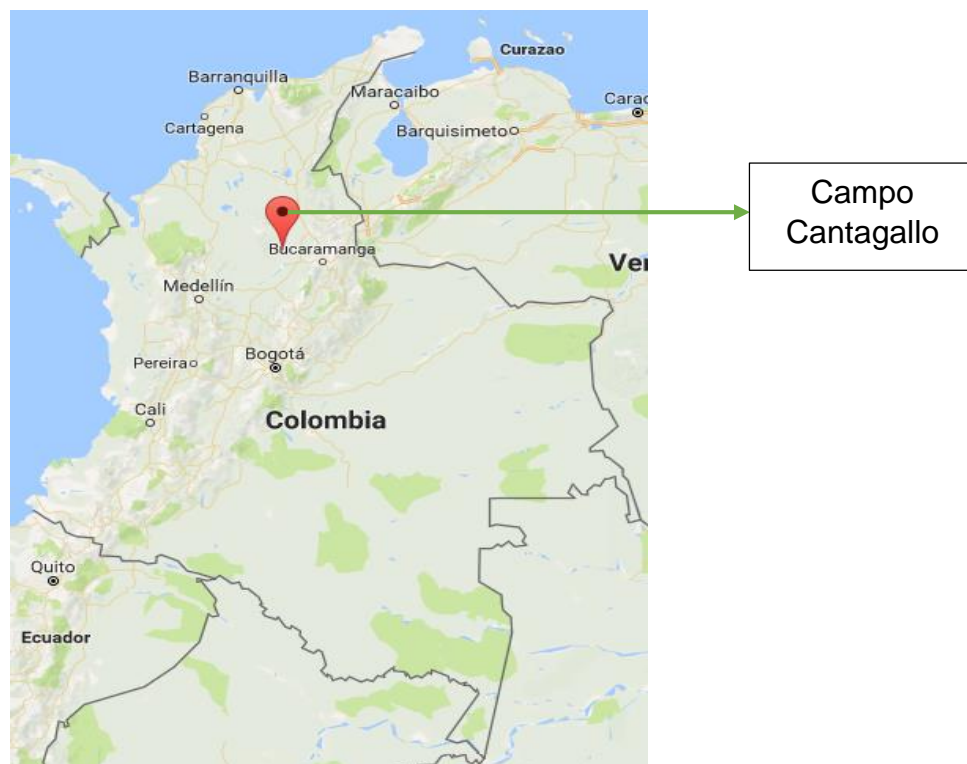 Curazao
Barranquilla
Maracaibo
Carac
Cartagena
Barquisimeto
Campo
Cantagallo
Bucaramanga
Ver
Medellín
Bogotá
Pereira
Cali
Colombia
Quito
Ecuador